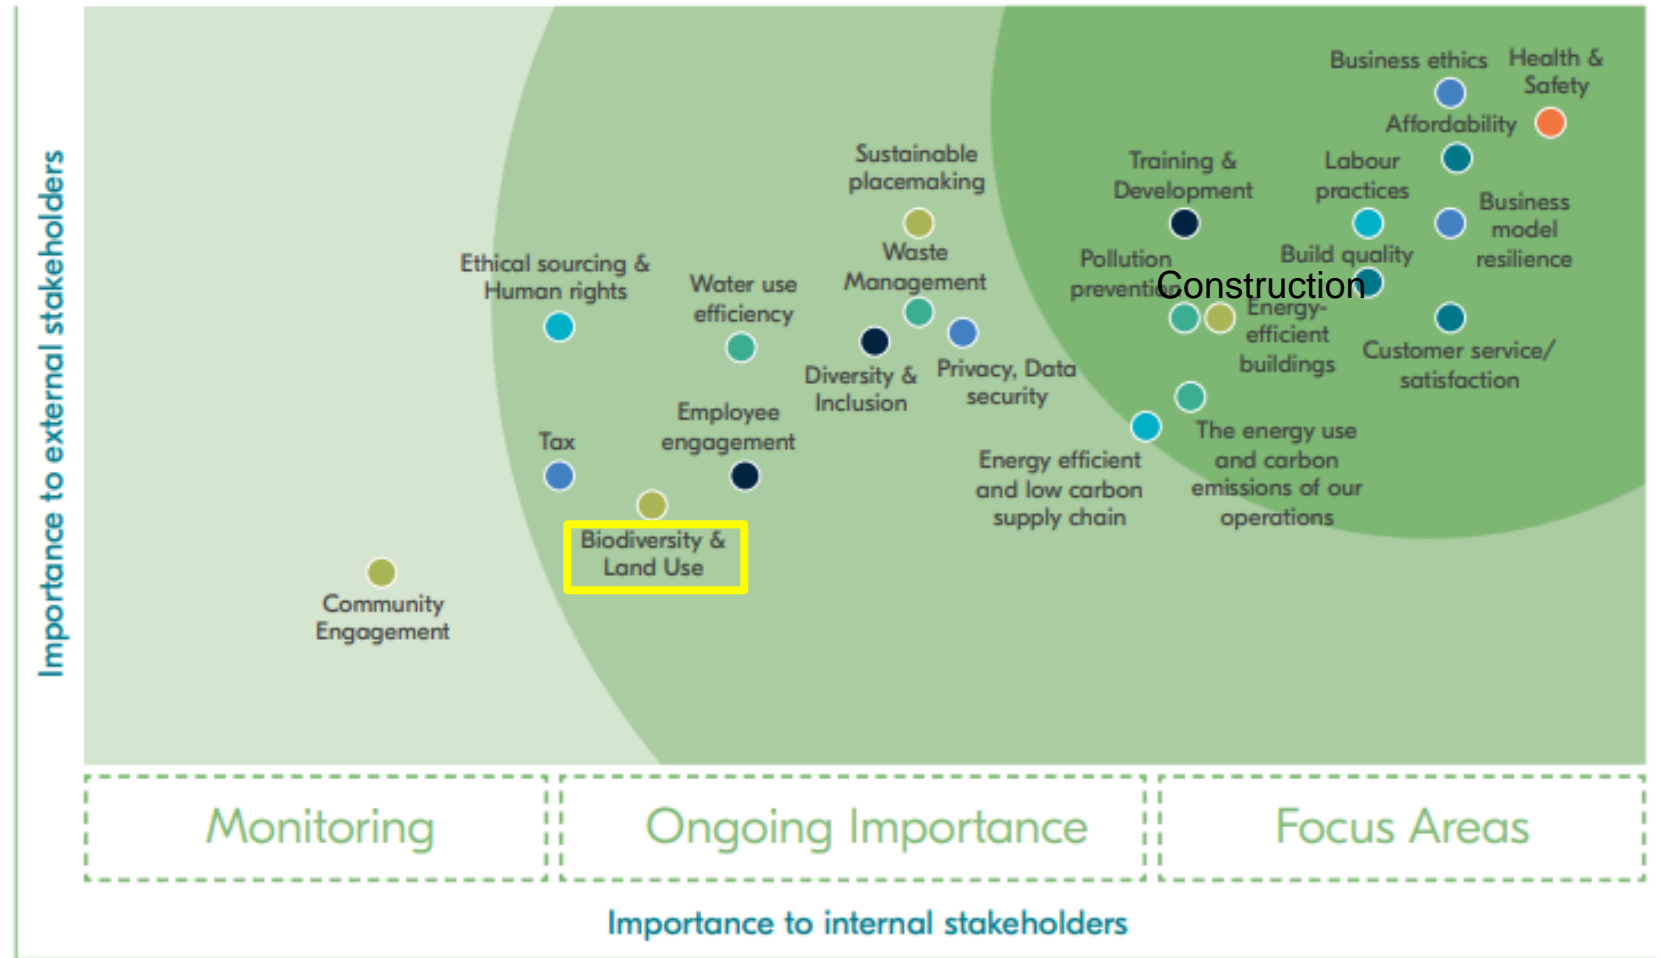 Importance to external stakeholders
Business ethics
Health &
Safety
Affordability
Sustainable
placemaking
Training &
Development
Labour
practices
Business
model
resilience
Ethical sourcing &
Human rights
Water use
efficiency
Waste
Management
Pollution
prevention
Construction
Build quality
Energy-
efficient
buildings
Customer service/
satisfaction
Diversity &
Inclusion
Privacy, Data
security
Employee
engagement
Tax
Energy efficient
and low carbon
supply chain
The energy use
and carbon
emissions of our
operations
Biodiversity &
Land Use
Community
Engagement
Monitoring
Ongoing Importance
Focus Areas
Importance to internal stakeholders